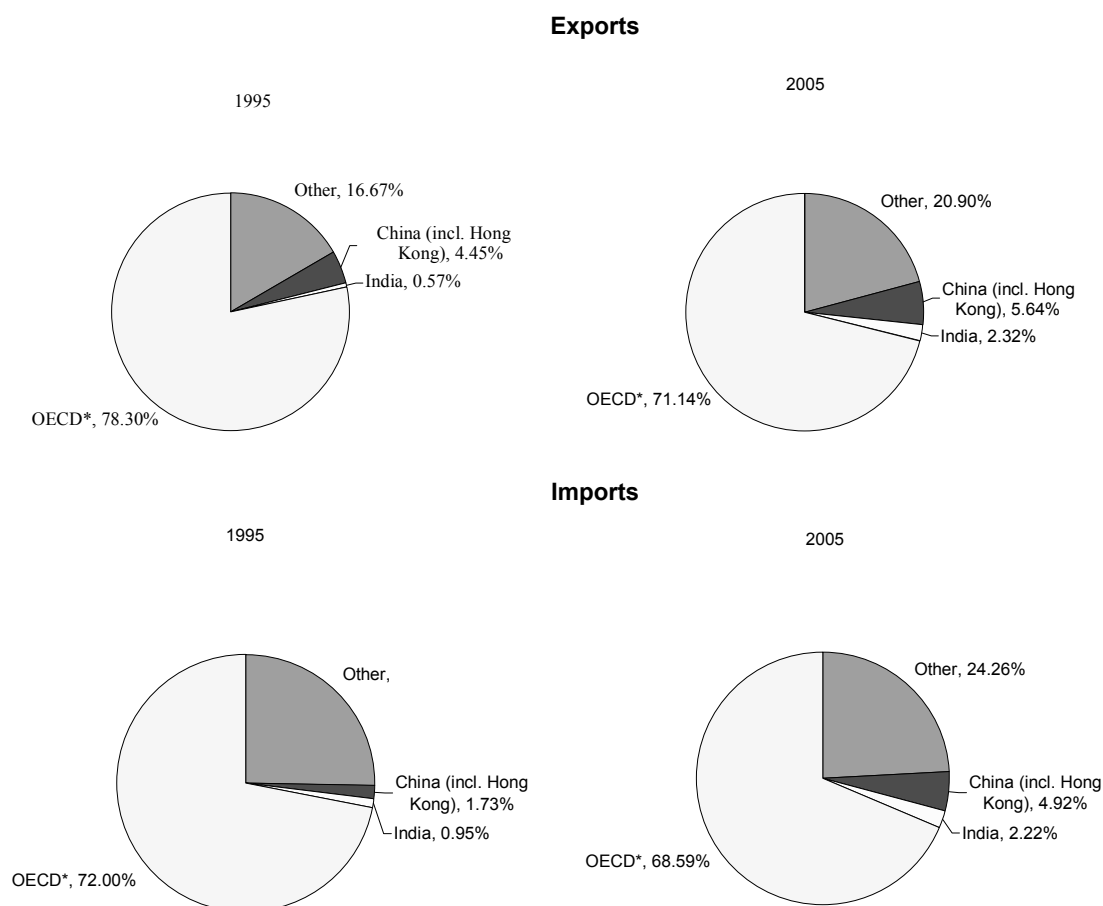 Exports
1995
2005
Other, 16.67%
China (incl. Hong
Kong), 4.45%
India, 0.57%
OECD*, 78.30%
Other, 20.90%
China (incl. Hong
Kong), 5.64%
India, 2.32%
OECD*, 71.14%
Imports
1995
2005
Other,
China (incl. Hong
Kong), 1.73%
India, 0.95%
OECD*, 72.00%
Other, 24.26%
China (incl. Hong
Kong), 4.92%
India, 2.22%
OECD*, 68.59%